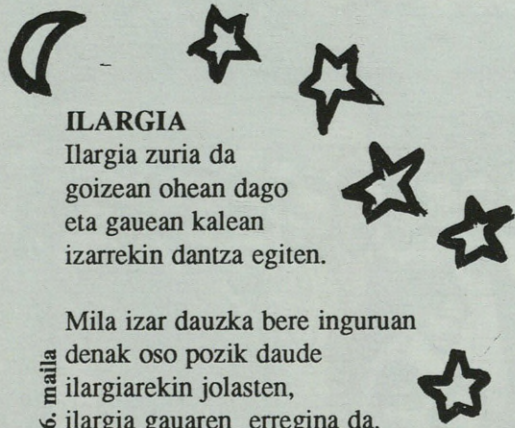 ILARGIA
Ilargia zuria da
goizean ohean dago
eta gauean kalean
izarrekin dantza egiten.
Mila izar dauzka bere inguruan
denak oso pozik daude
ilargiarekin jolasten,
ilargia gauaren erregina da.
6. maila